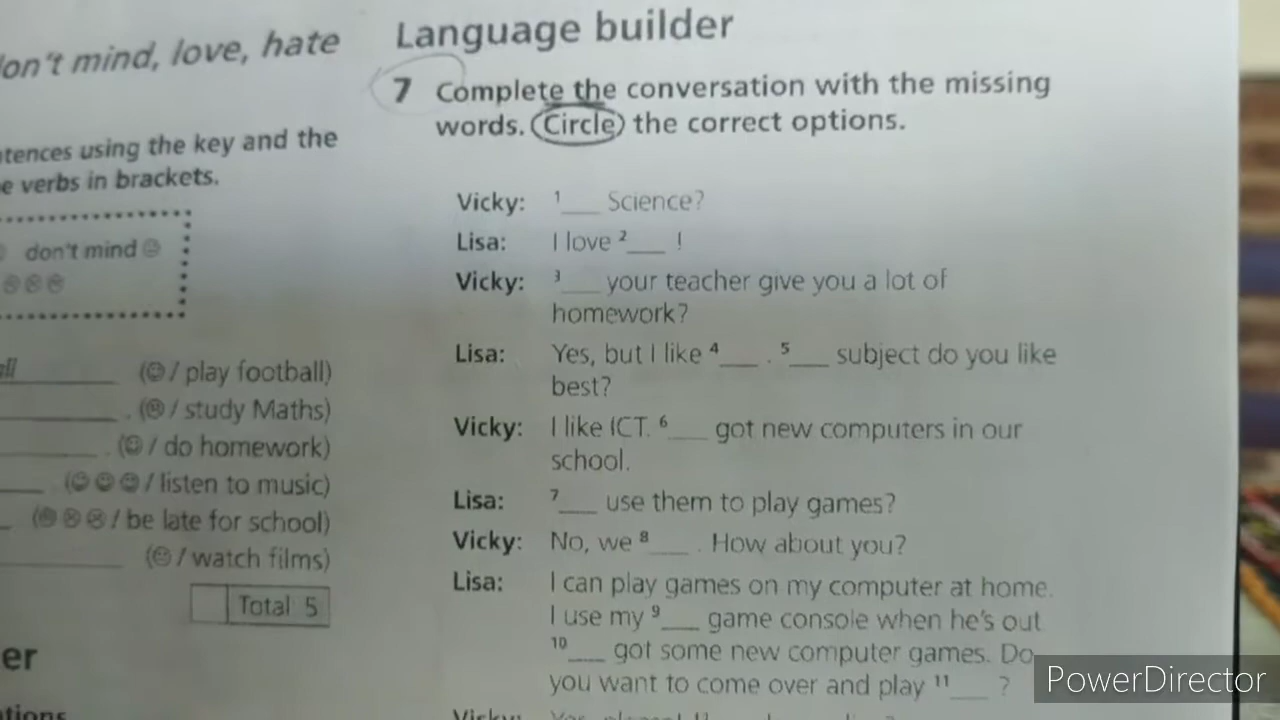 don't mind, love, hate
Language builder
7 Complete the conversation with the missing
words. Circle the correct options.
using the key and the
verbs in brackets.
don't mind
Vicky: 1___ Science?
Lisa: I love 2___ !
Vicky: 3___ your teacher give you a lot of
homework?
Lisa: Yes, but I like 4___ . 5___ subject do you like
best?
Vicky: I like ICT. 6___ got new computers in our
school.
Lisa: 7___ use them to play games?
Vicky: No, we 8___ . How about you?
Lisa: I can play games on my computer at home.
I use my 9___ game console when he's out
10___ got some new computer games. Do
you want to come over and play 11___ ?
Vicky:
(☺ / play football)
. (☹ / study Maths)
. (☺ / do homework)
(☺☺☺ / listen to music)
(☹☹☹ / be late for school)
(☺ / watch films)
Total 5
PowerDirector